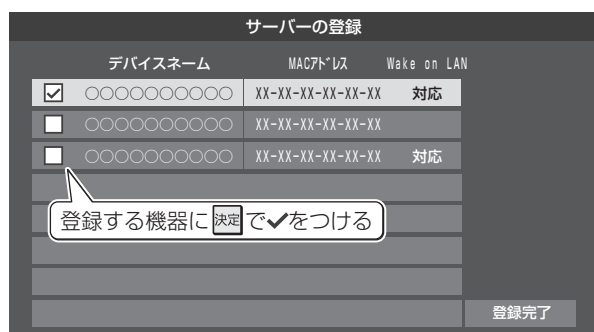 サーバーの登録
デバイスネーム MACアドレス Wake on LAN
○○○○○○○○○○ XX-XX-XX-XX-XX-XX 対応
○○○○○○○○○○ XX-XX-XX-XX-XX-XX
○○○○○○○○○○ XX-XX-XX-XX-XX-XX 対応
登録する機器に 決定 で✔をつける
登録完了